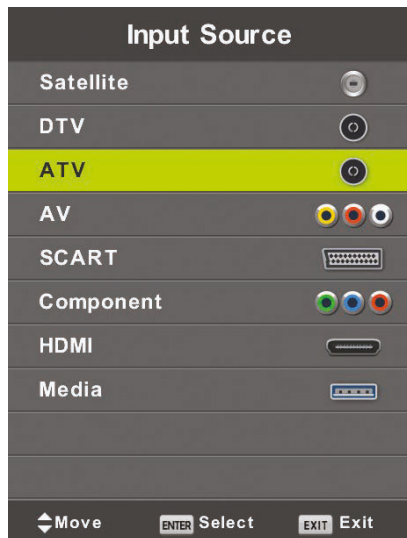 Input Source
Satellite
DTV
ATV
AV
SCART
Component
HDMI
Media
Move ENTER Select EXIT Exit